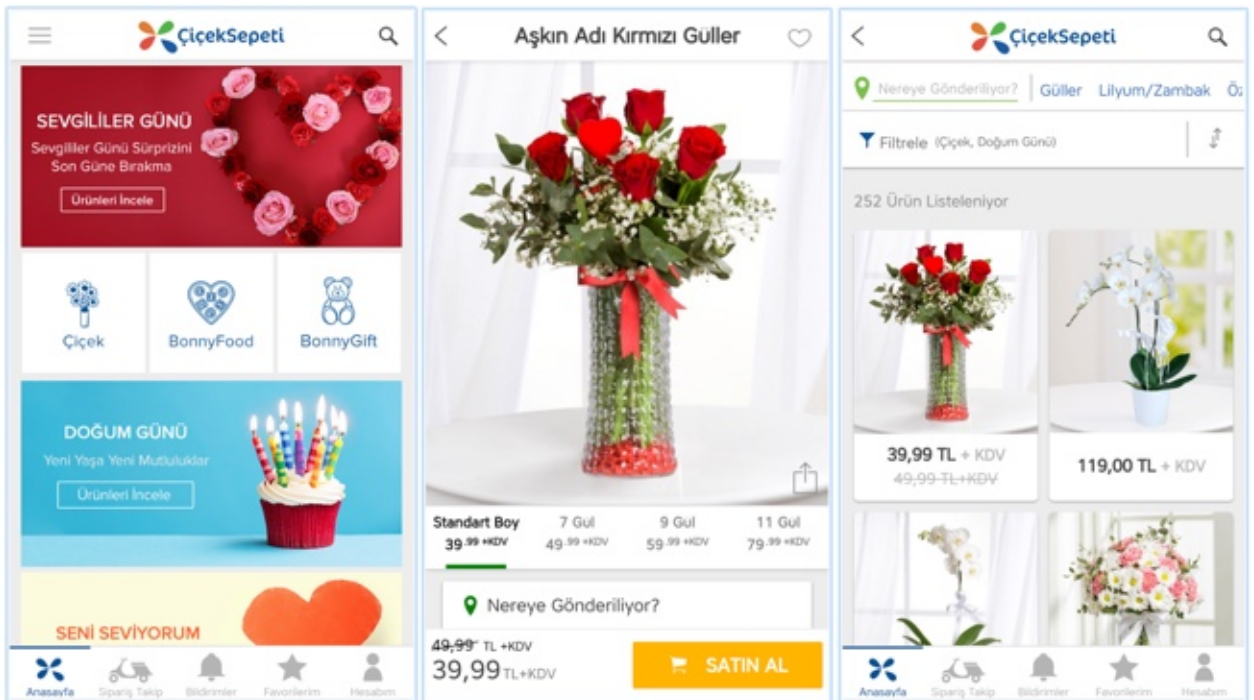 ÇiçekSepeti
SEVGİLİLER GÜNÜ
Sevgililer Günü Sürprizini
Son Güne Bırakma
Ürünleri İncele
Çiçek
BonnyFood
BonnyGift
DOĞUM GÜNÜ
Yeni Yaşa Yeni Mutluluklar
Ürünleri İncele
SENİ SEVİYORUM
Anasayfa Sipariş Takip Bildirimler Favorilerim Hesabım
Aşkın Adı Kırmızı Güller
Standart Boy 7 Gül 9 Gül 11 Gül
39.99 +KDV 49.99 +KDV 59.99 +KDV 79.99 +KDV
Nereye Gönderiliyor?
49,99 TL +KDV
39,99 TL+KDV
SATIN AL
ÇiçekSepeti
Nereye Gönderiliyor? Güller Lilyum/Zambak Öz
Filtrele (Çiçek, Doğum Günü)
252 Ürün Listeleniyor
39,99 TL + KDV
49,99 TL+KDV
119,00 TL + KDV
Anasayfa Sipariş Takip Bildirimler Favorilerim Hesabım